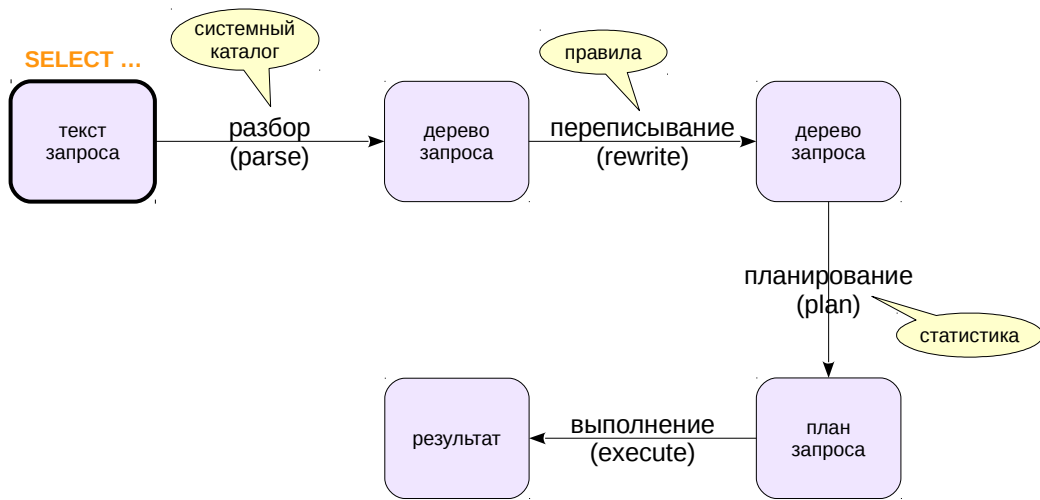 системный
каталог
правила
SELECT …
текст
запроса
разбор
(parse)
дерево
запроса
переписывание
(rewrite)
дерево
запроса
планирование
(plan)
статистика
результат
выполнение
(execute)
план
запроса